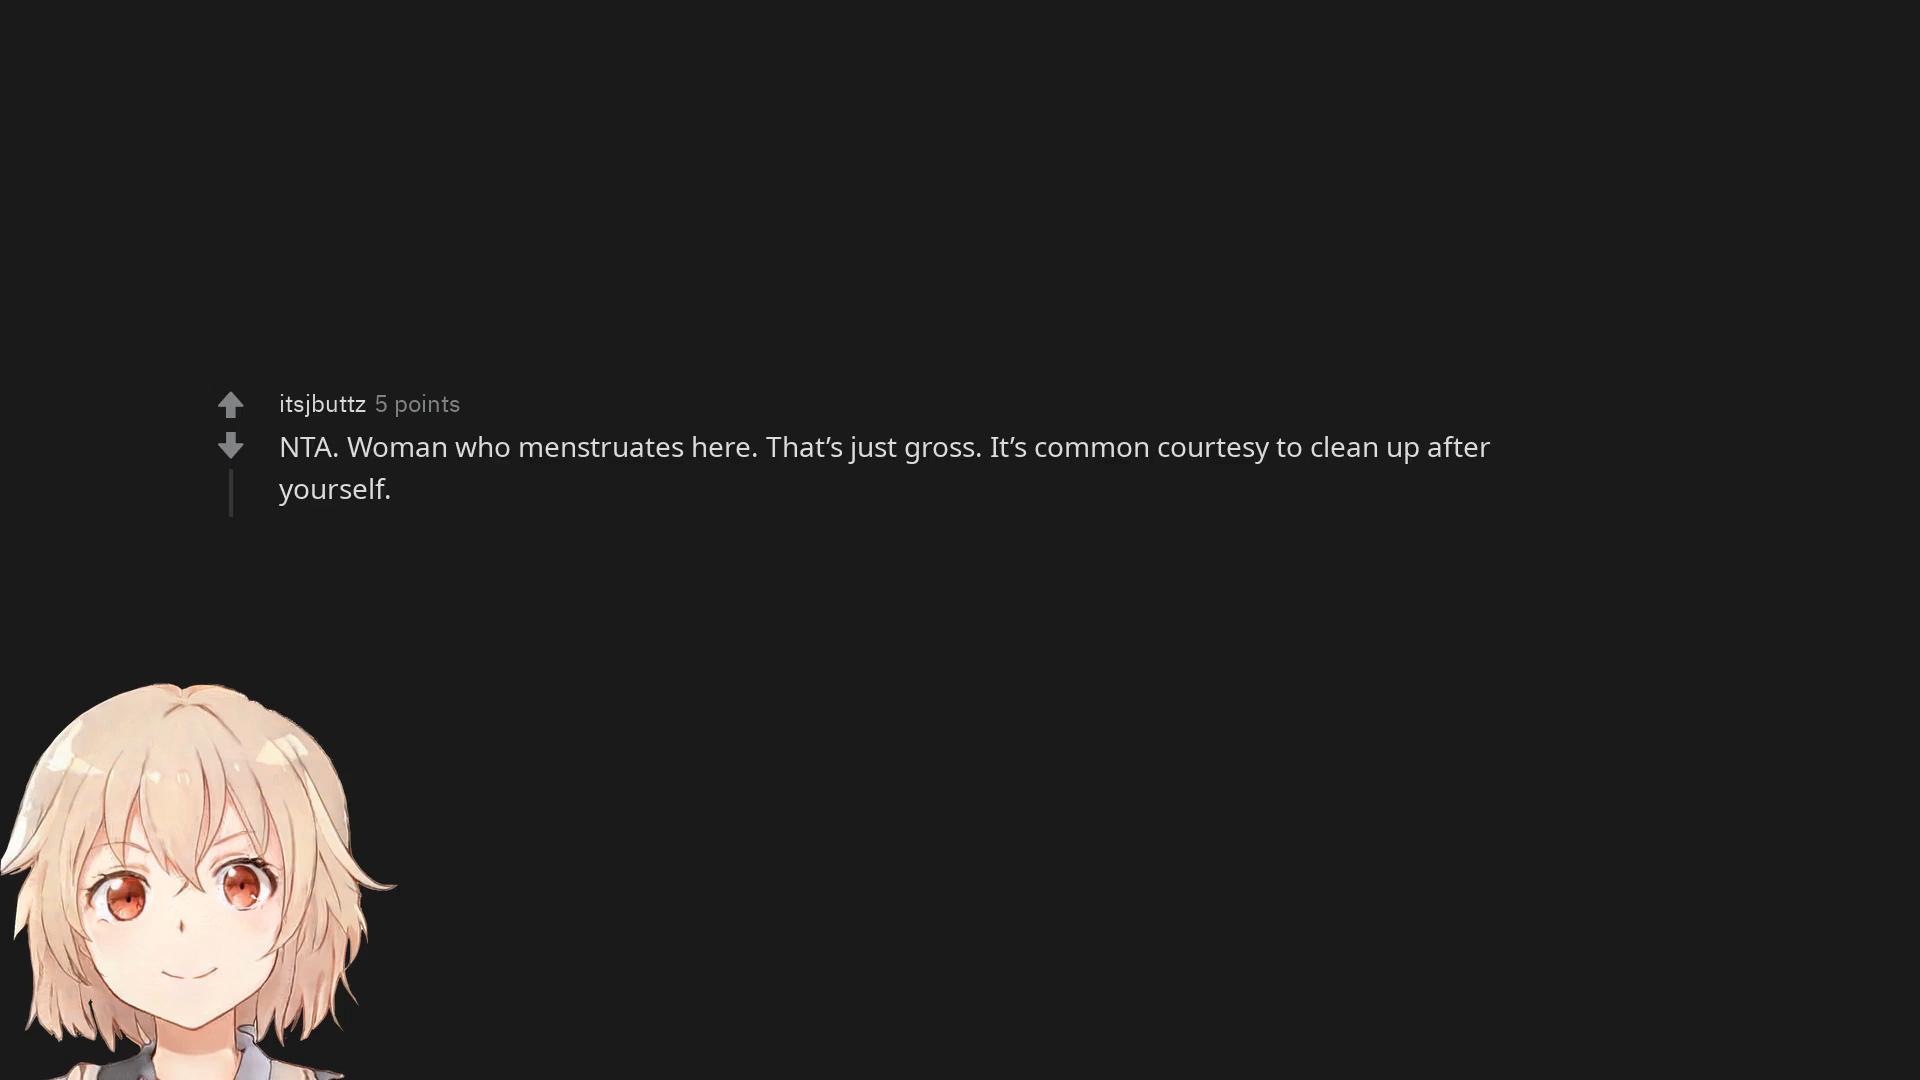 itsjbuttz 5 points
NTA. Woman who menstruates here. That’s just gross. It’s common courtesy to clean up after
yourself.